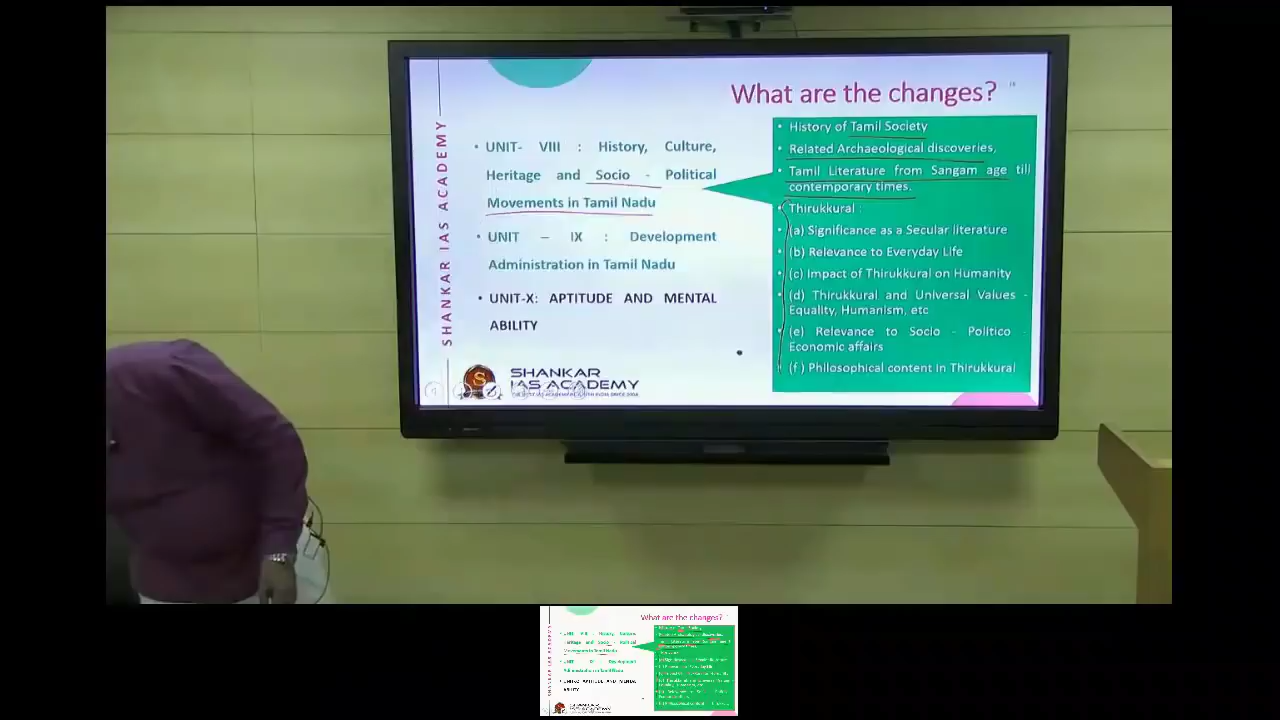 What are the changes?
SHANKAR IAS ACADEMY
• UNIT- VIII : History, Culture,
Heritage and Socio - Political
Movements in Tamil Nadu
• UNIT – IX : Development
Administration in Tamil Nadu
• UNIT-X: APTITUDE AND MENTAL
ABILITY
• History of Tamil Society
• Related Archaeological discoveries,
• Tamil Literature from Sangam age till
contemporary times.
• Thirukkural :
• (a) Significance as a Secular literature
• (b) Relevance to Everyday Life
• (c) Impact of Thirukkural on Humanity
• (d) Thirukkural and Universal Values -
Equality, Humanism, etc
• (e) Relevance to Socio - Politico -
Economic affairs
• (f) Philosophical content in Thirukkural
S
SHANKAR
IAS ACADEMY
What are the changes?